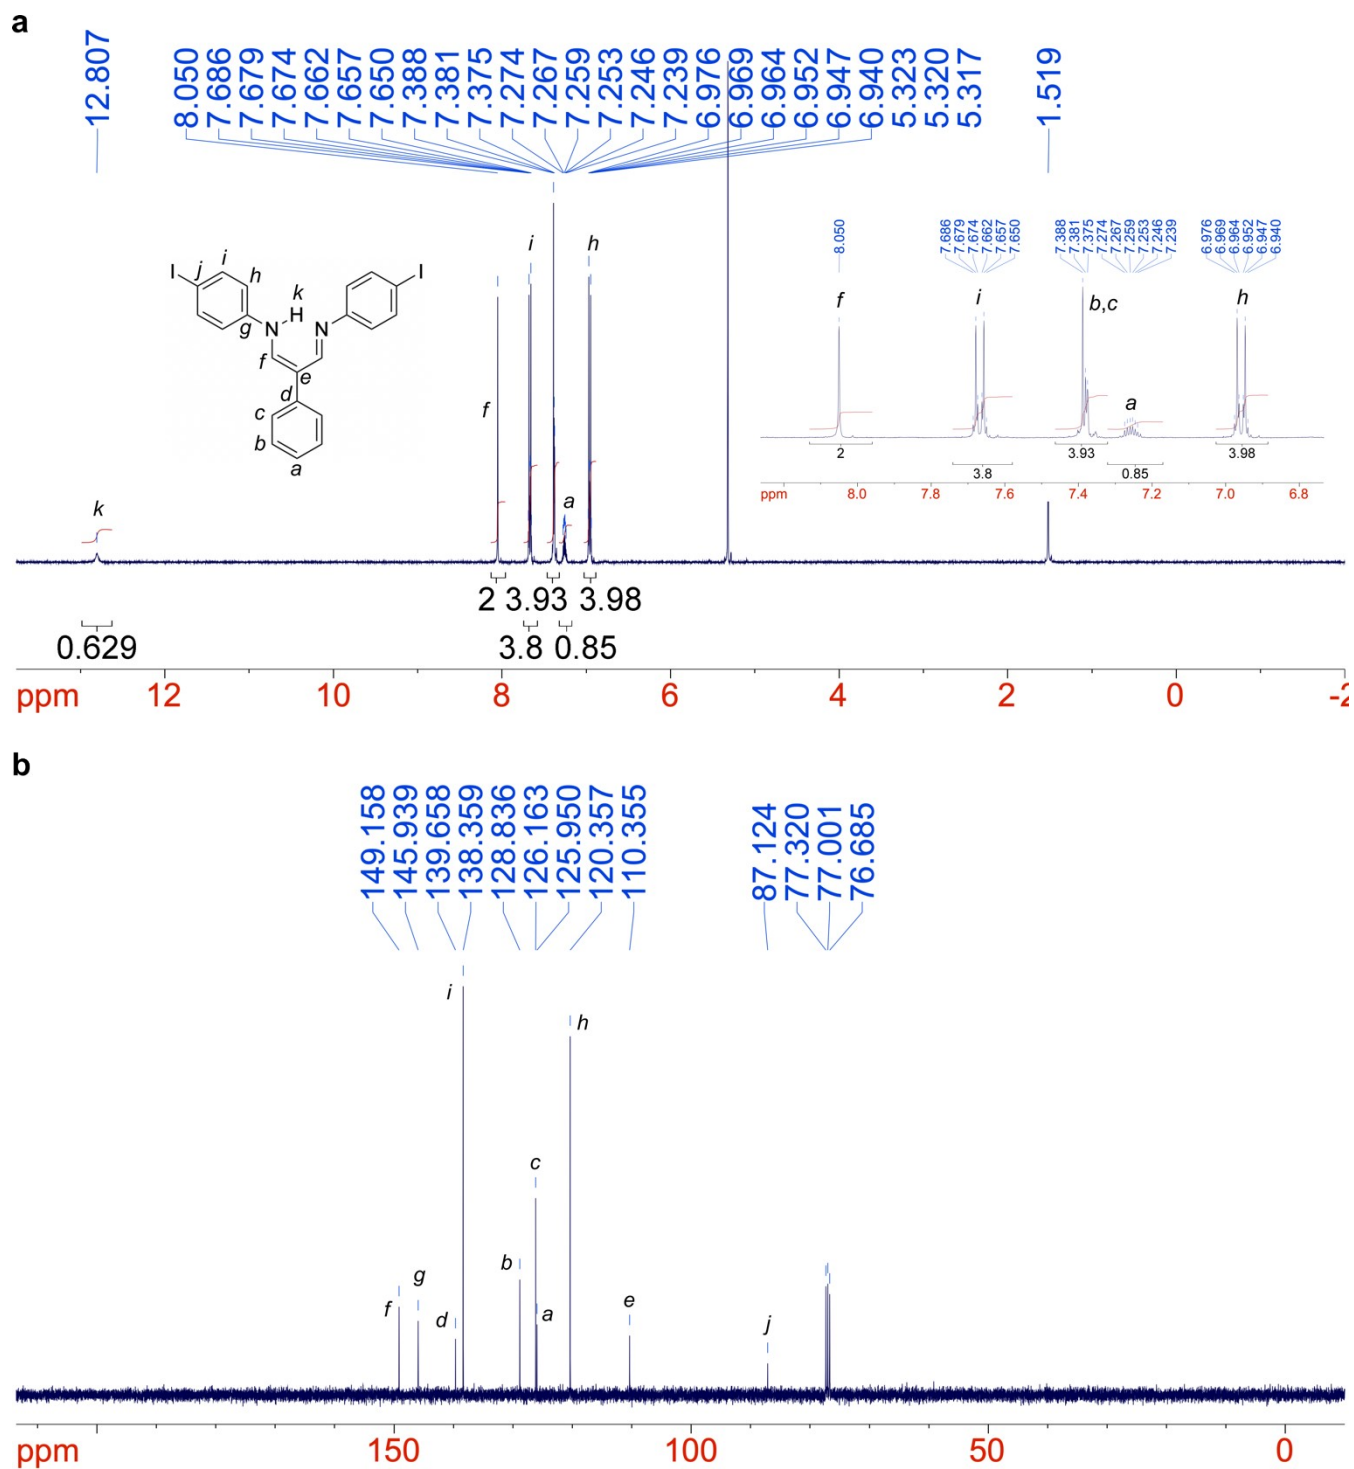 a
12.807
8.050
7.686
7.679
7.674
7.662
7.657
7.650
7.388
7.381
7.375
7.274
7.267
7.259
7.253
7.246
7.239
6.976
6.969
6.964
6.952
6.947
6.940
5.323
5.320
5.317
1.519
8.050
7.686
7.679
7.674
7.662
7.657
7.650
7.388
7.381
7.375
7.274
7.267
7.259
7.253
7.246
7.239
6.976
6.969
6.964
6.952
6.947
6.940
i h
f i b,c h
a
2 3.93 3.98
3.8 0.85
ppm 8.0 7.8 7.6 7.4 7.2 7.0 6.8
I j i h I
k
H
g N N
f e
d
c
b
a
f
k a
2 3.93 3.98
0.629 3.8 0.85
ppm 12 10 8 6 4 2 0 -2
b
149.158
145.939
139.658
138.359
128.836
126.163
125.950
120.357
110.355
87.124
77.320
77.001
76.685
i
h
c
b
g
f d a e j
ppm 150 100 50 0